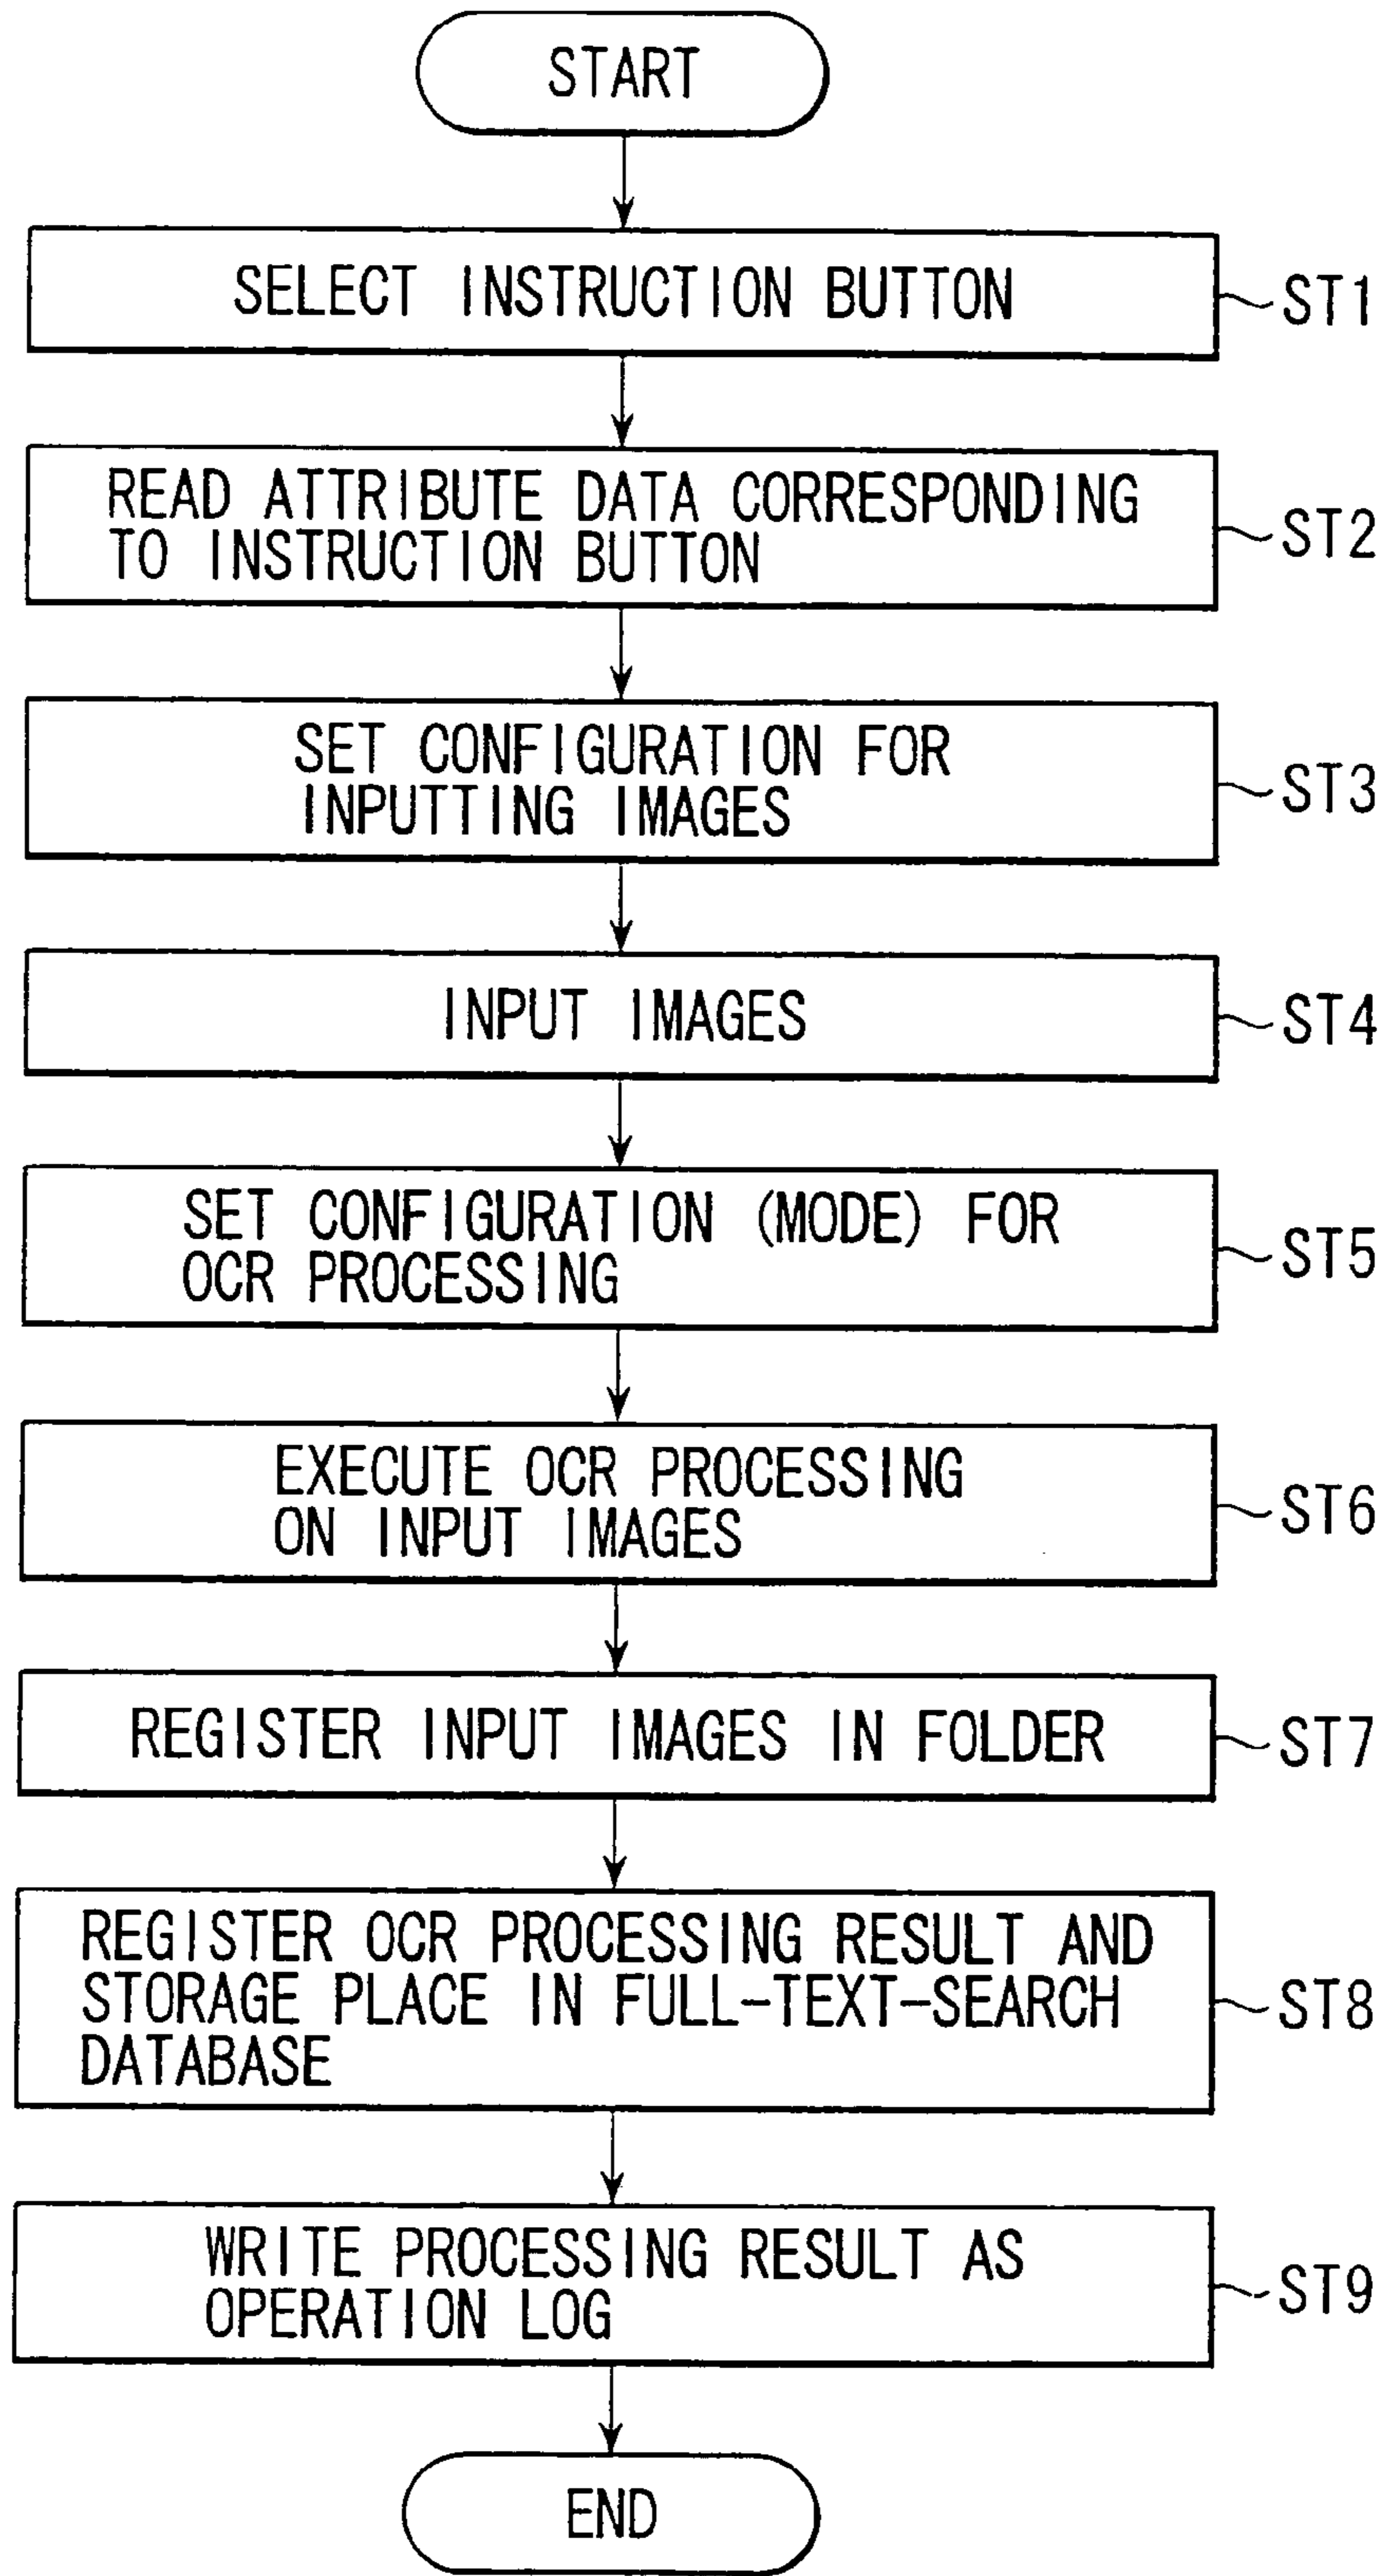 START
SELECT INSTRUCTION BUTTON
ST1
READ ATTRIBUTE DATA CORRESPONDING
TO INSTRUCTION BUTTON
ST2
SET CONFIGURATION FOR
INPUTTING IMAGES
ST3
INPUT IMAGES
ST4
SET CONFIGURATION (MODE) FOR
OCR PROCESSING
ST5
EXECUTE OCR PROCESSING
ON INPUT IMAGES
ST6
REGISTER INPUT IMAGES IN FOLDER
ST7
REGISTER OCR PROCESSING RESULT AND
STORAGE PLACE IN FULL-TEXT-SEARCH
DATABASE
ST8
WRITE PROCESSING RESULT AS
OPERATION LOG
ST9
END